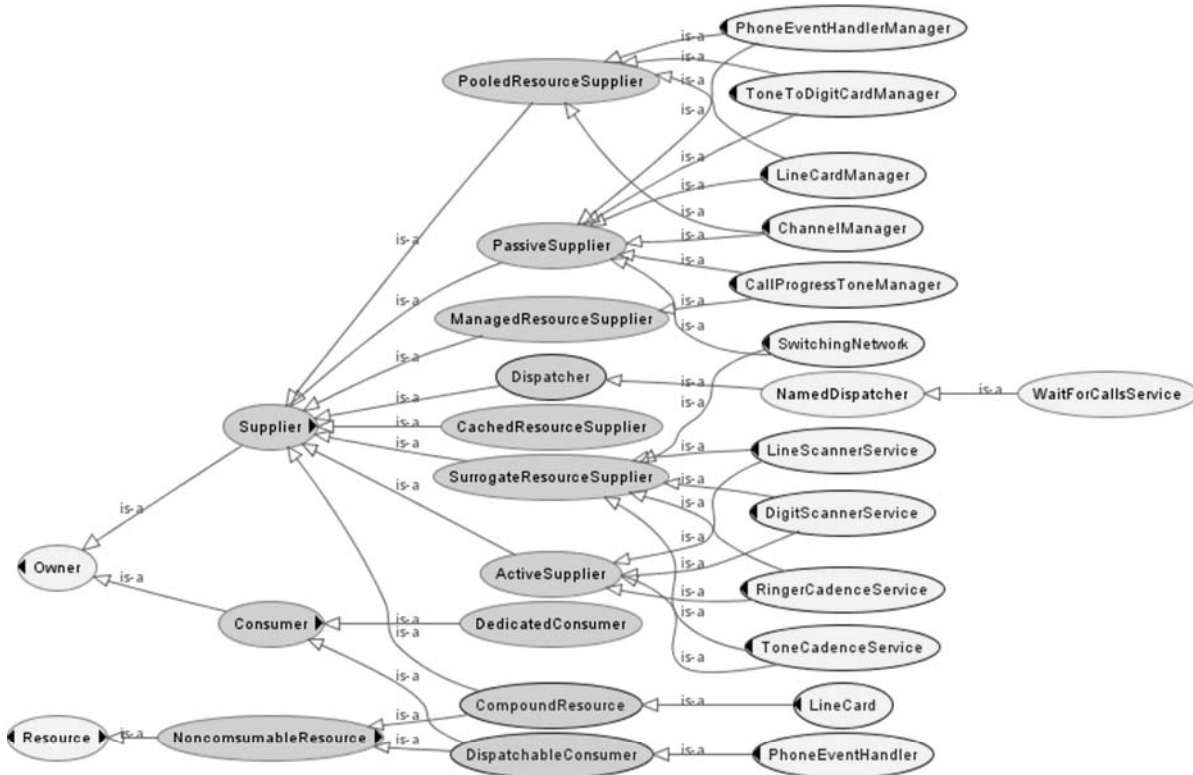 PhoneEventHandlerManager
is-a
is-a
PooledResourceSupplier
is-a
ToneToDigitCardManager
is-a
is-a
LineCardManager
is-a
is-a
ChannelManager
is-a
PassiveSupplier
is-a
is-a
CallProgressToneManager
is-a
is-a
ManagedResourceSupplier
is-a
SwitchingNetwork
is-a
Dispatcher
is-a
is-a
NamedDispatcher
is-a
WaitForCallsService
is-a
Supplier
is-a
CachedResourceSupplier
is-a
is-a
LineScannerService
is-a
SurrogateResourceSupplier
is-a
is-a
DigitScannerService
is-a
is-a
Owner
is-a
ActiveSupplier
is-a
is-a
RingerCadenceService
is-a
Consumer
is-a
is-a
DedicatedConsumer
is-a
ToneCadenceService
is-a
is-a
CompoundResource
is-a
LineCard
is-a
Resource
is-a
NoncomsumableResource
is-a
DispatchableConsumer
is-a
PhoneEventHandler